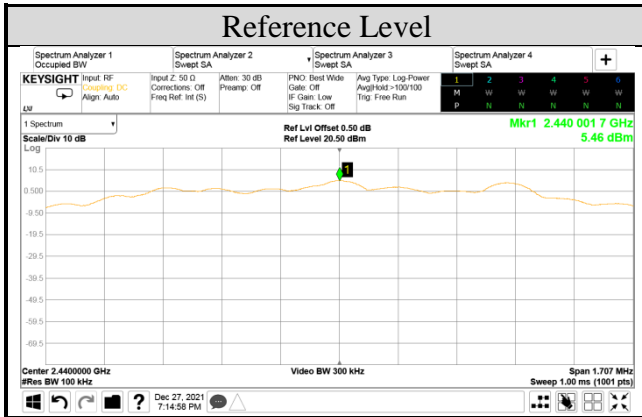 Reference Level
Spectrum Analyzer 1
Occupied BW
Spectrum Analyzer 2
Swept SA
Spectrum Analyzer 3
Swept SA
Spectrum Analyzer 4
Swept SA
+
KEYSIGHT
Input: RF
Coupling: DC
Align: Auto
Input Z: 50 Ω
Corrections: Off
Freq Ref: Int (S)
Atten: 30 dB
Preamp: Off
PNO: Best Wide
Gate: Off
IF Gain: Low
Sig Track: Off
Avg Type: Log-Power
Avg|Hold:>100/100
Trig: Free Run
1 2 3 4 5 6
M W W W W W
P N N N N N
LXI
1 Spectrum
Scale/Div 10 dB
Ref Lvl Offset 0.50 dB
Ref Level 20.50 dBm
Mkr1 2.440 001 7 GHz
5.46 dBm
Log
1
10.5
0.500
-9.50
-19.5
-29.5
-39.5
-49.5
-59.5
-69.5
Center 2.4400000 GHz
Video BW 300 kHz
Span 1.707 MHz
#Res BW 100 kHz
Sweep 1.00 ms (1001 pts)
?
Dec 27, 2021
7:14:58 PM